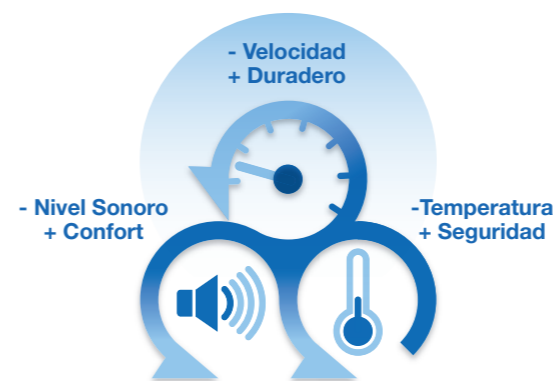 - Velocidad
+ Duradero
- Nivel Sonoro
+ Confort
-Temperatura
+ Seguridad